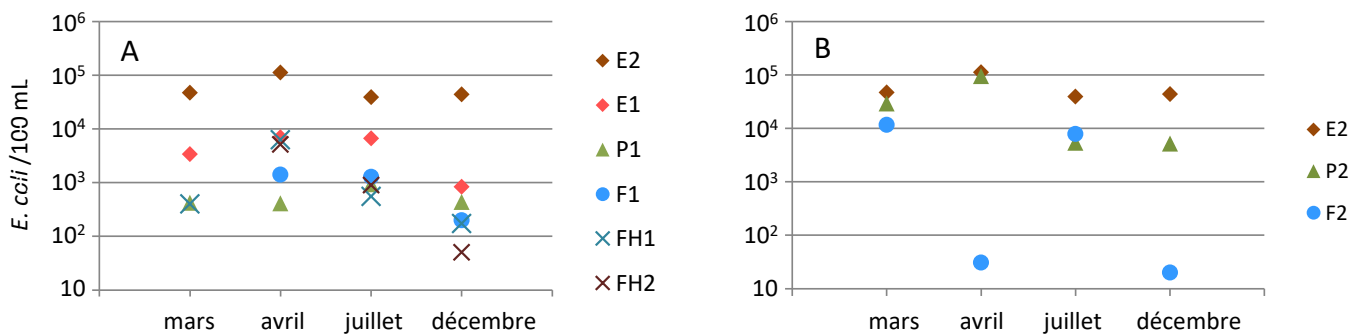 A
E. coli /100 mL
10⁶
10⁵
10⁴
10³
10²
10
mars avril juillet décembre
E2
E1
P1
F1
FH1
FH2
B
10⁶
10⁵
10⁴
10³
10²
10
mars avril juillet décembre
E2
P2
F2